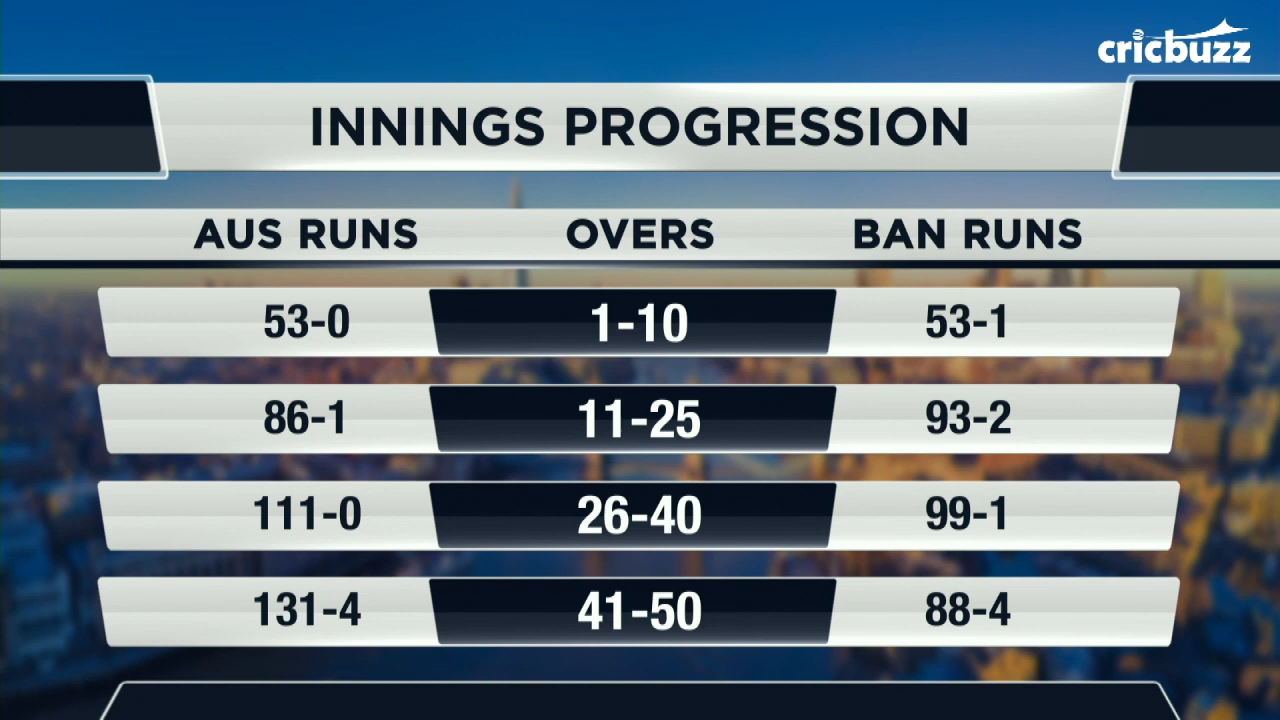 cricbuzz
INNINGS PROGRESSION
AUS RUNS OVERS BAN RUNS
53-0 1-10 53-1
86-1 11-25 93-2
111-0 26-40 99-1
131-4 41-50 88-4